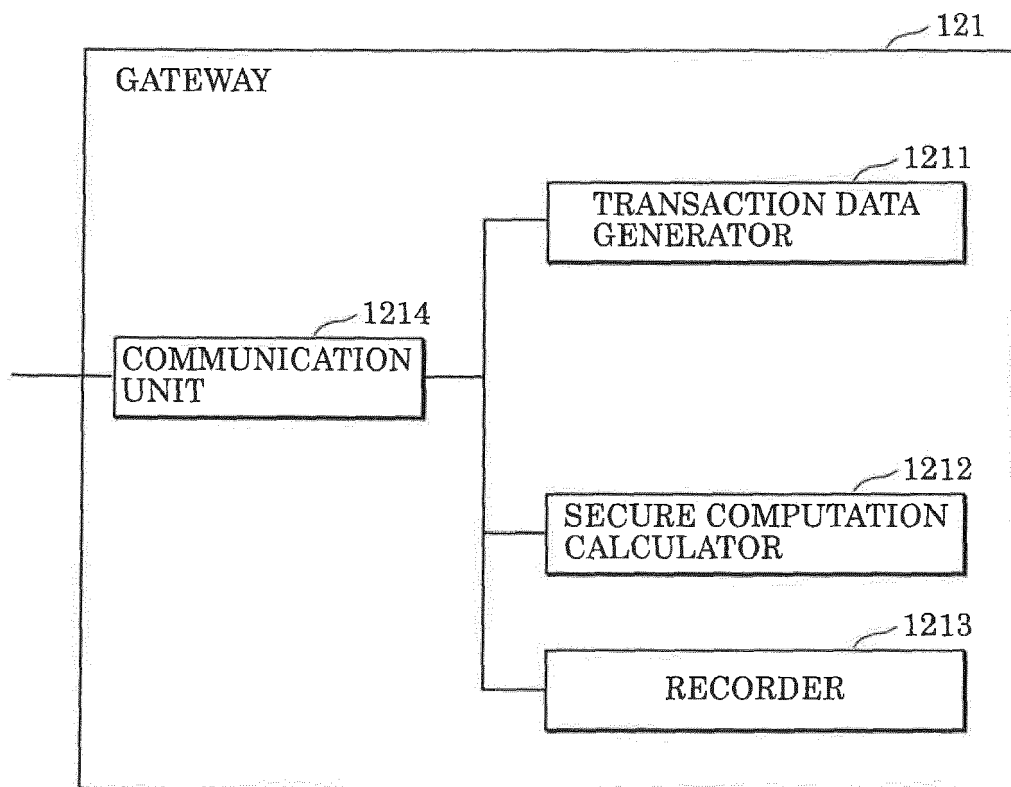 121
GATEWAY
1211
TRANSACTION DATA
GENERATOR
1214
COMMUNICATION
UNIT
1212
SECURE COMPUTATION
CALCULATOR
1213
RECORDER